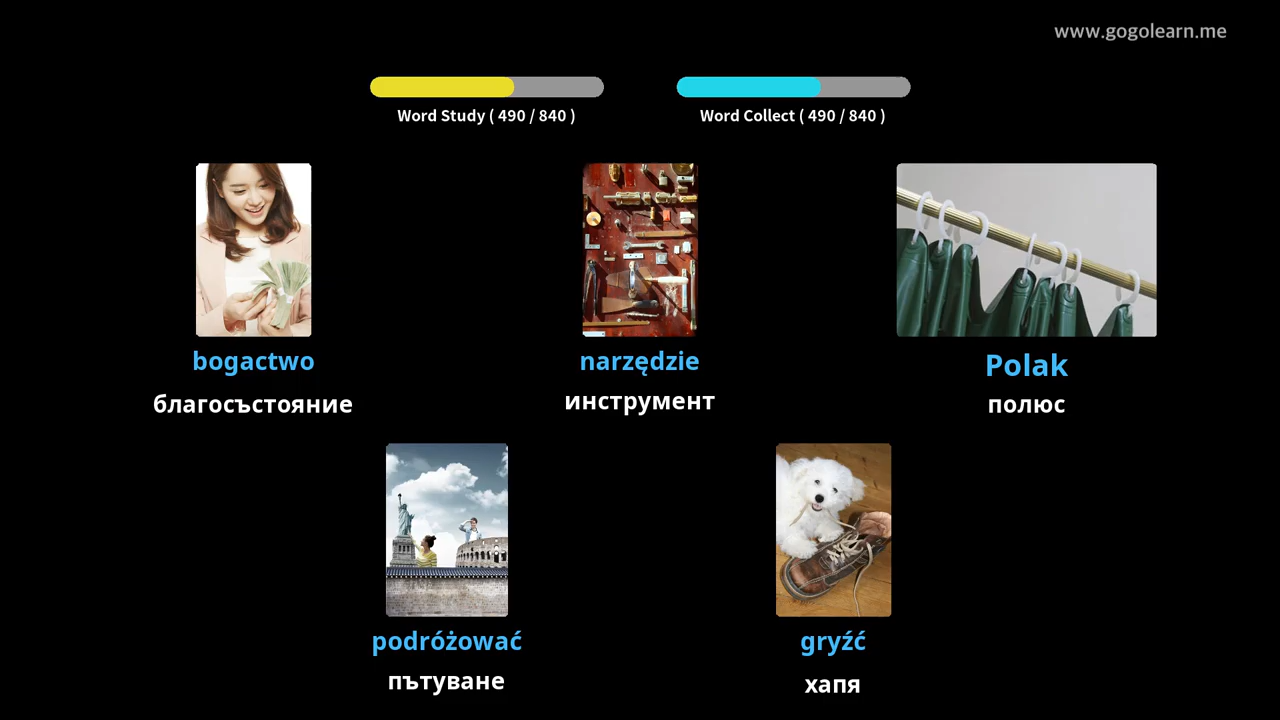 www.gogolearn.me
Word Study ( 490 / 840 )
Word Collect ( 490 / 840 )
bogactwo
благосъстояние
narzędzie
инструмент
Polak
полюс
podróżować
пътуване
gryźć
хапя